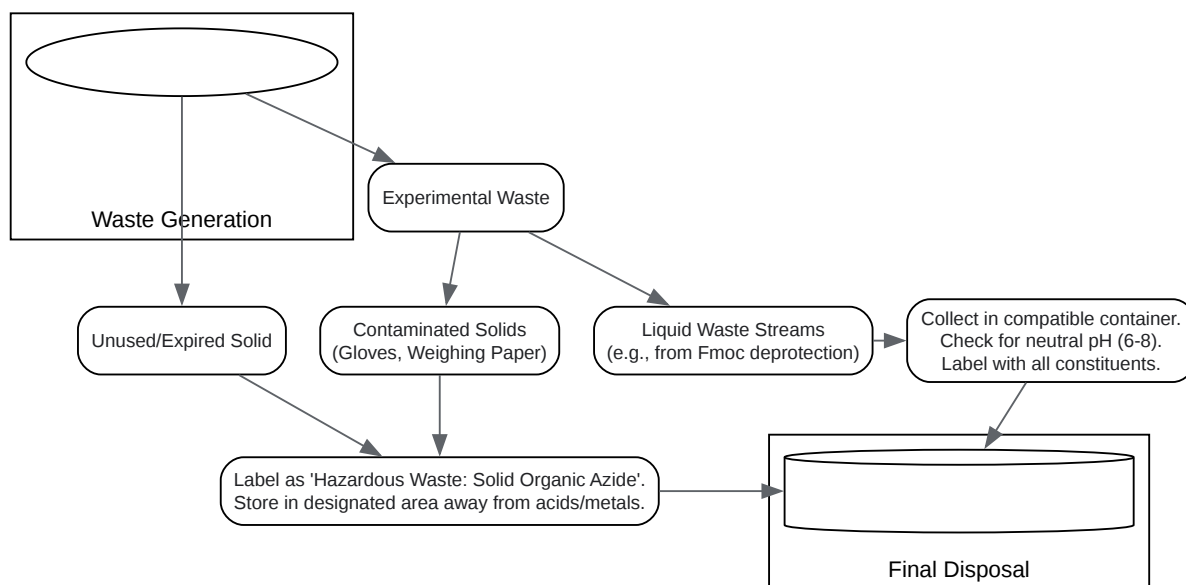 Waste Generation
Experimental Waste
Unused/Expired Solid
Contaminated Solids
(Gloves, Weighing Paper)
Liquid Waste Streams
(e.g., from Fmoc deprotection)
Collect in compatible container.
Check for neutral pH (6-8).
Label with all constituents.
Label as 'Hazardous Waste: Solid Organic Azide'.
Store in designated area away from acids/metals.
Final Disposal